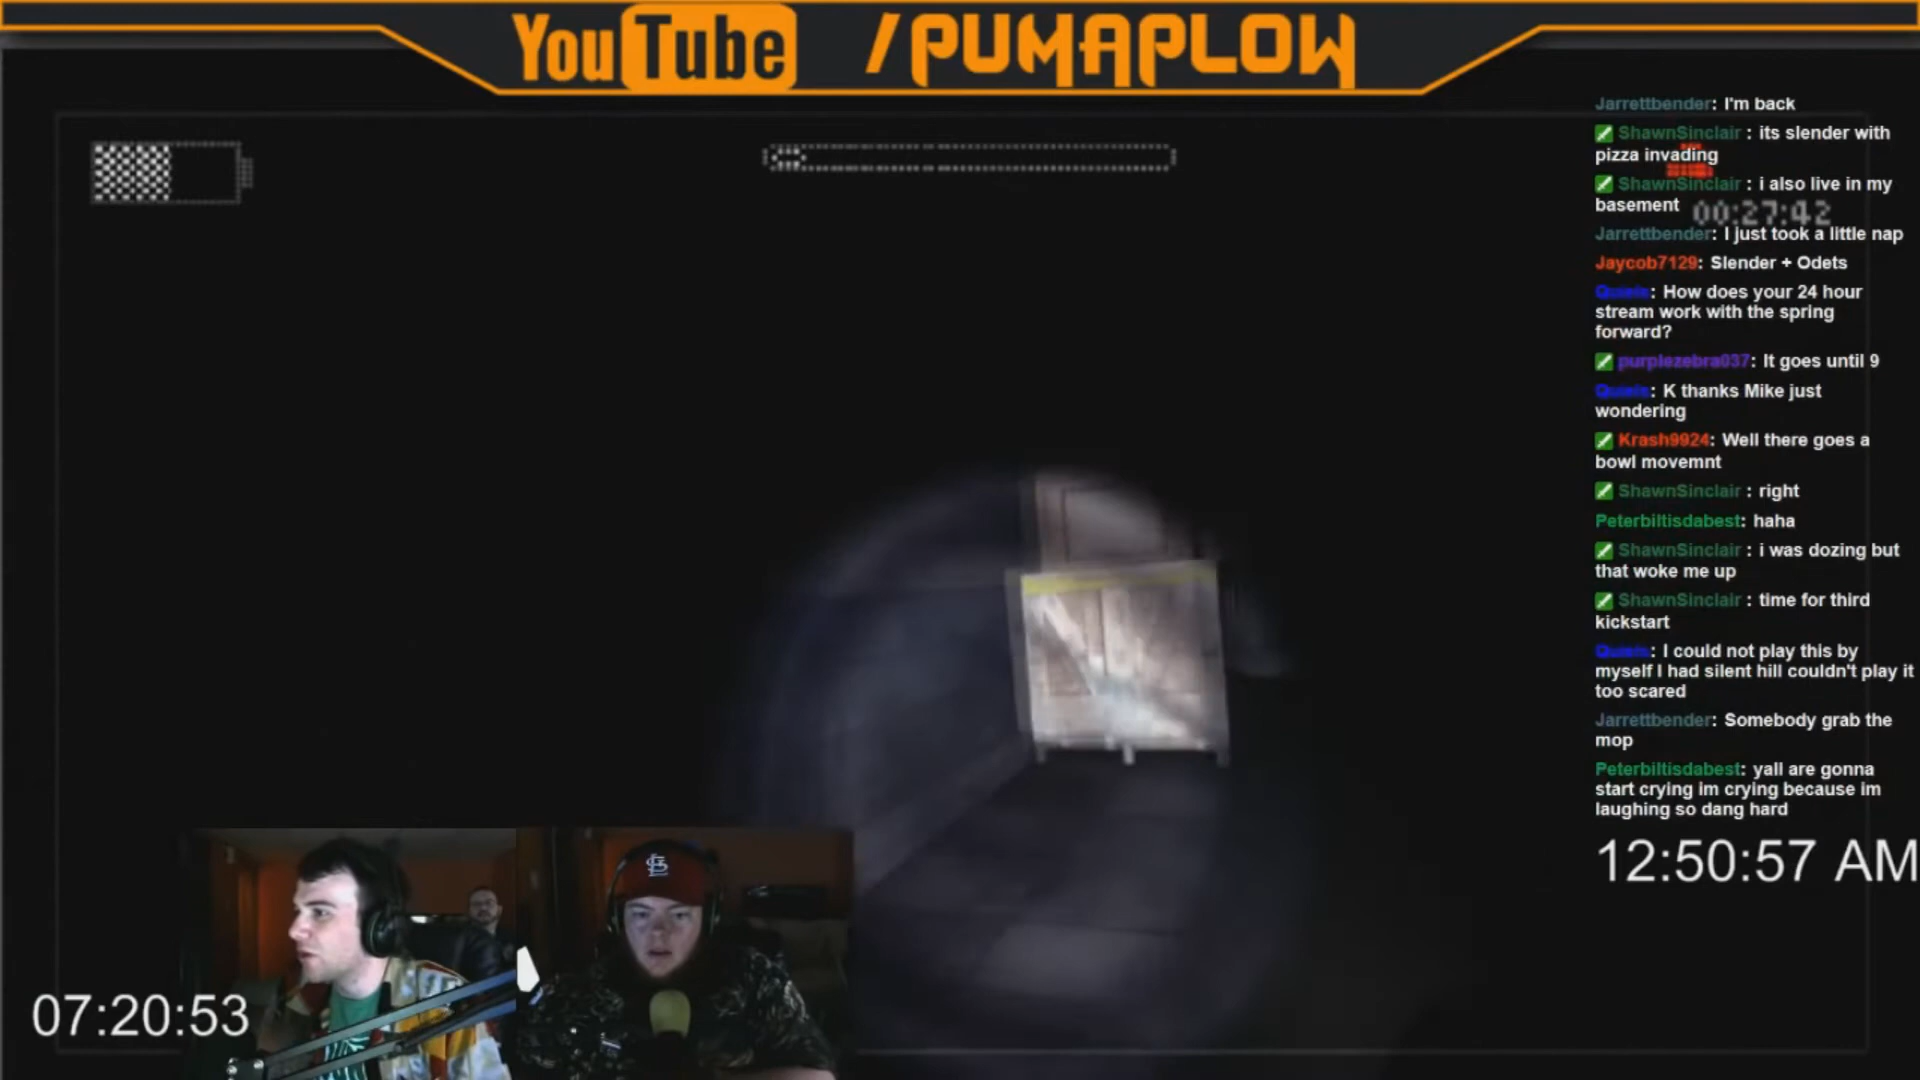 YouTube /PUMAPLOW
Jarrettbender: I'm back
ShawnSinclair : its slender with
pizza invading
ShawnSinclair : i also live in my
basement
00:27:42
Jarrettbender: I just took a little nap
Jaycob7129: Slender + Odets
: How does your 24 hour
stream work with the spring
forward?
purplezebra037: It goes until 9
: K thanks Mike just
wondering
Krash9924: Well there goes a
bowl movemnt
ShawnSinclair : right
Peterbiltisdabest: haha
ShawnSinclair : i was dozing but
that woke me up
ShawnSinclair : time for third
kickstart
: I could not play this by
myself I had silent hill couldn't play it
too scared
Jarrettbender: Somebody grab the
mop
Peterbiltisdabest: yall are gonna
start crying im crying because im
laughing so dang hard
12:50:57 AM
07:20:53